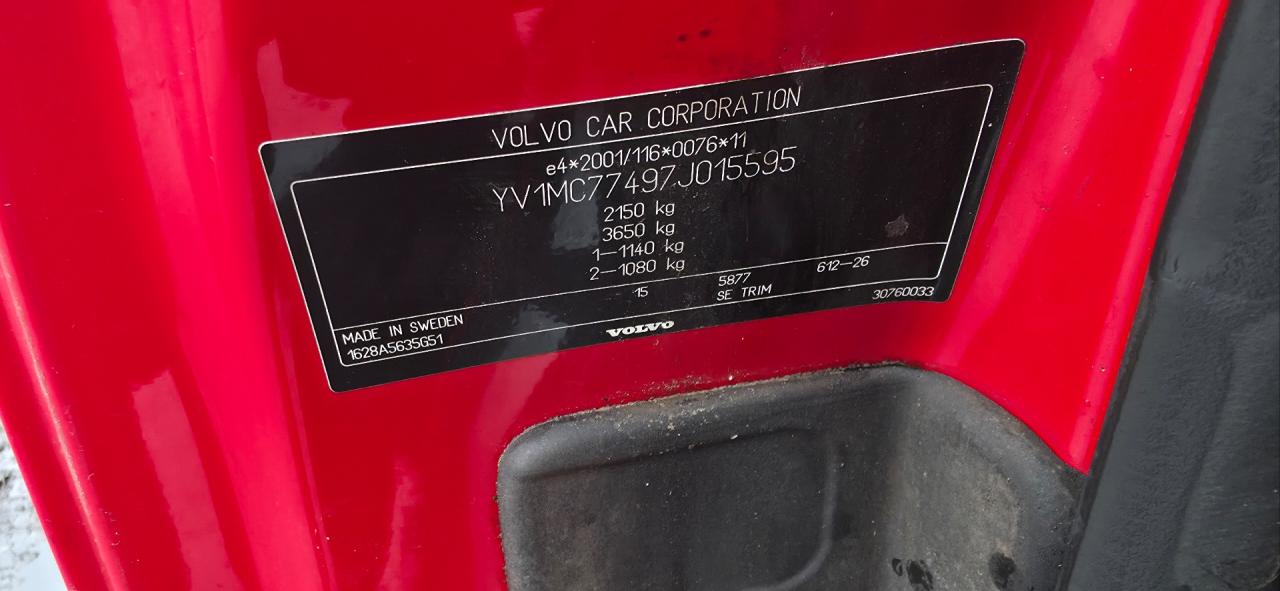 VOLVO CAR CORPORATION
e4*2001/116*0076*11
YV1MC77497J015595
2150 kg
3650 kg
1—1140 kg
2—1080 kg
15 5877 612—26
MADE IN SWEDEN SE TRIM
1628A5635G51 VOLVO 30760033